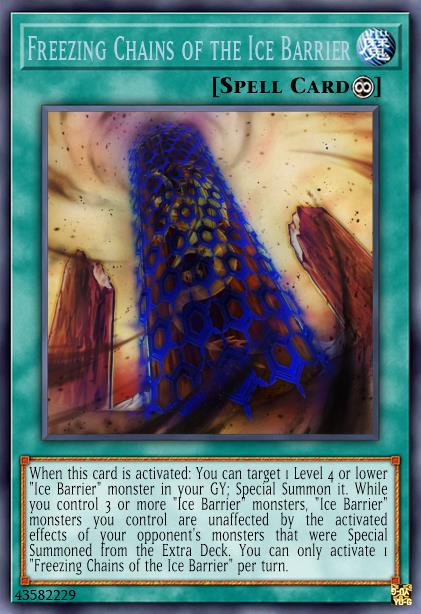 FREEZING CHAINS OF THE ICE BARRIER
魔
[SPELL CARD]
When this card is activated: You can target 1 Level 4 or lower
"Ice Barrier" monster in your GY; Special Summon it. While
you control 3 or more "Ice Barrier" monsters, "Ice Barrier"
monsters you control are unaffected by the activated
effects of your opponent's monsters that were Special
Summoned from the Extra Deck. You can only activate 1
"Freezing Chains of the Ice Barrier" per turn.
43582229